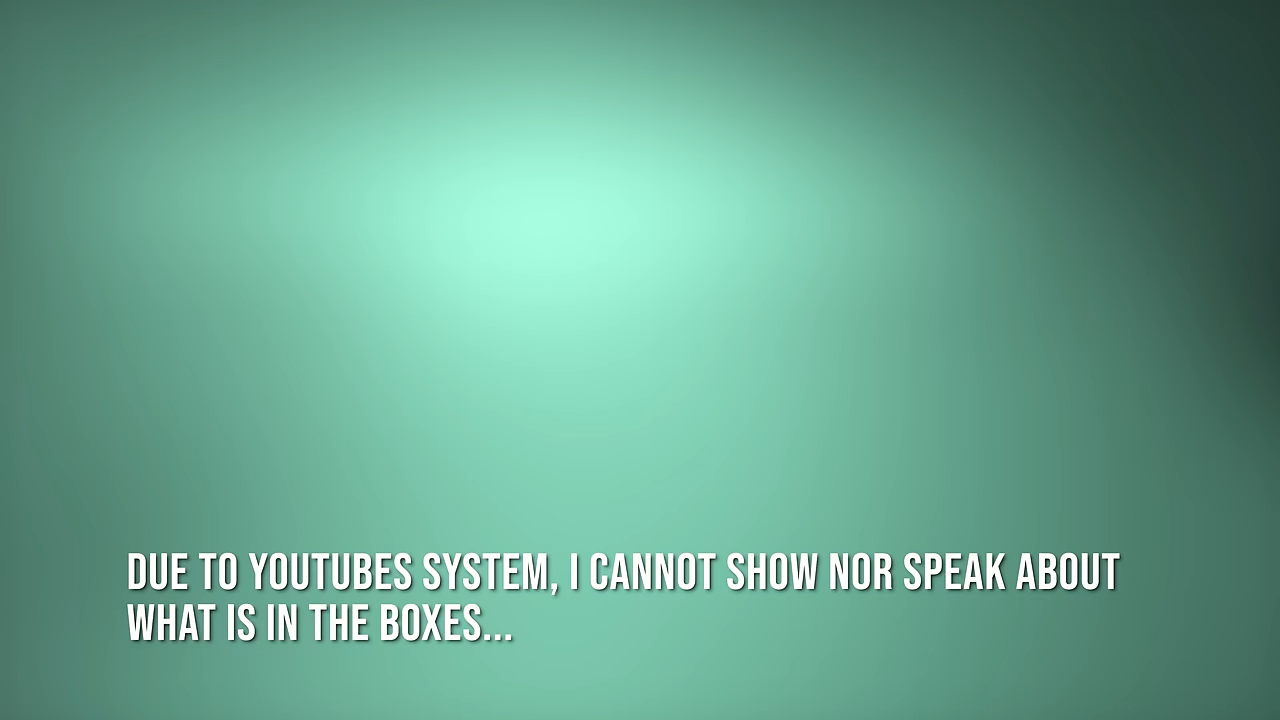 DUE TO YOUTUBES SYSTEM, I CANNOT SHOW NOR SPEAK ABOUT
WHAT IS IN THE BOXES...